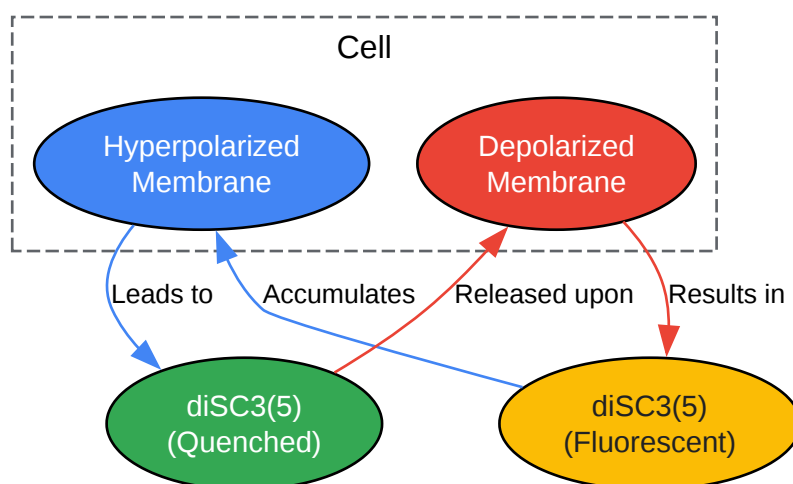 Cell
Hyperpolarized
Membrane
Depolarized
Membrane
Leads to
Accumulates
Released upon
Results in
diSC3(5)
(Quenched)
diSC3(5)
(Fluorescent)